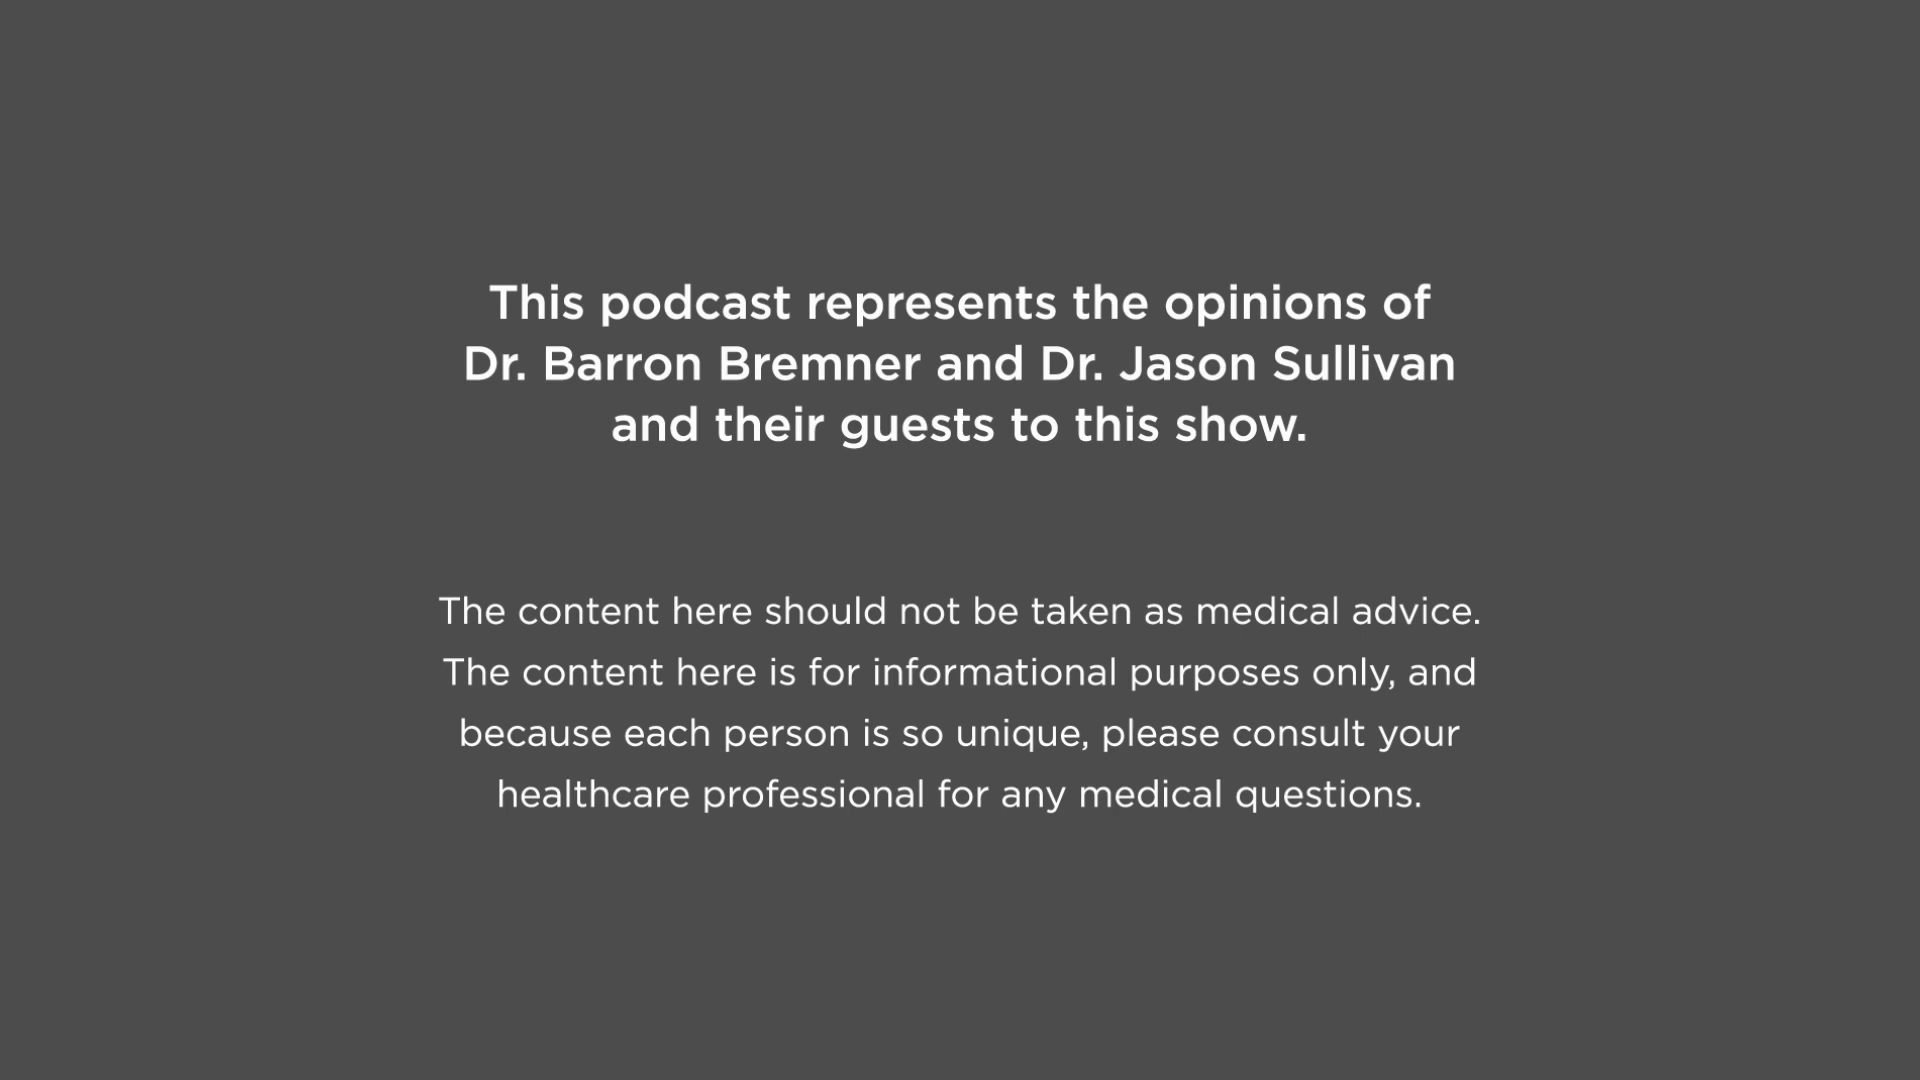 This podcast represents the opinions of
Dr. Barron Bremner and Dr. Jason Sullivan
and their guests to this show.
The content here should not be taken as medical advice.
The content here is for informational purposes only, and
because each person is so unique, please consult your
healthcare professional for any medical questions.